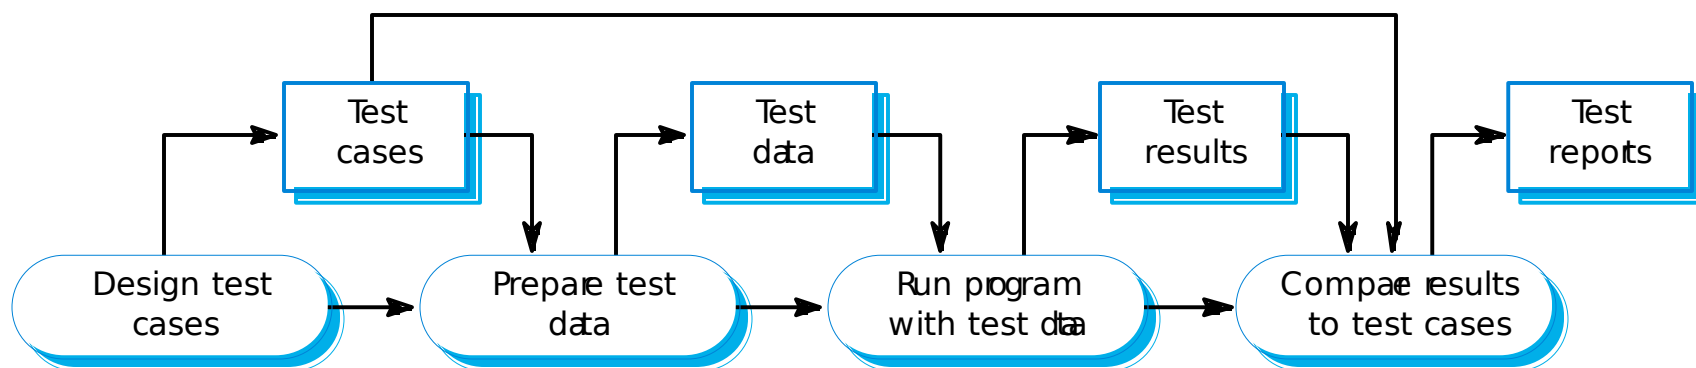 Test
cases
Test
data
Test
results
Test
reports
Design test
cases
Prepare test
data
Run program
with test data
Compare results
to test cases